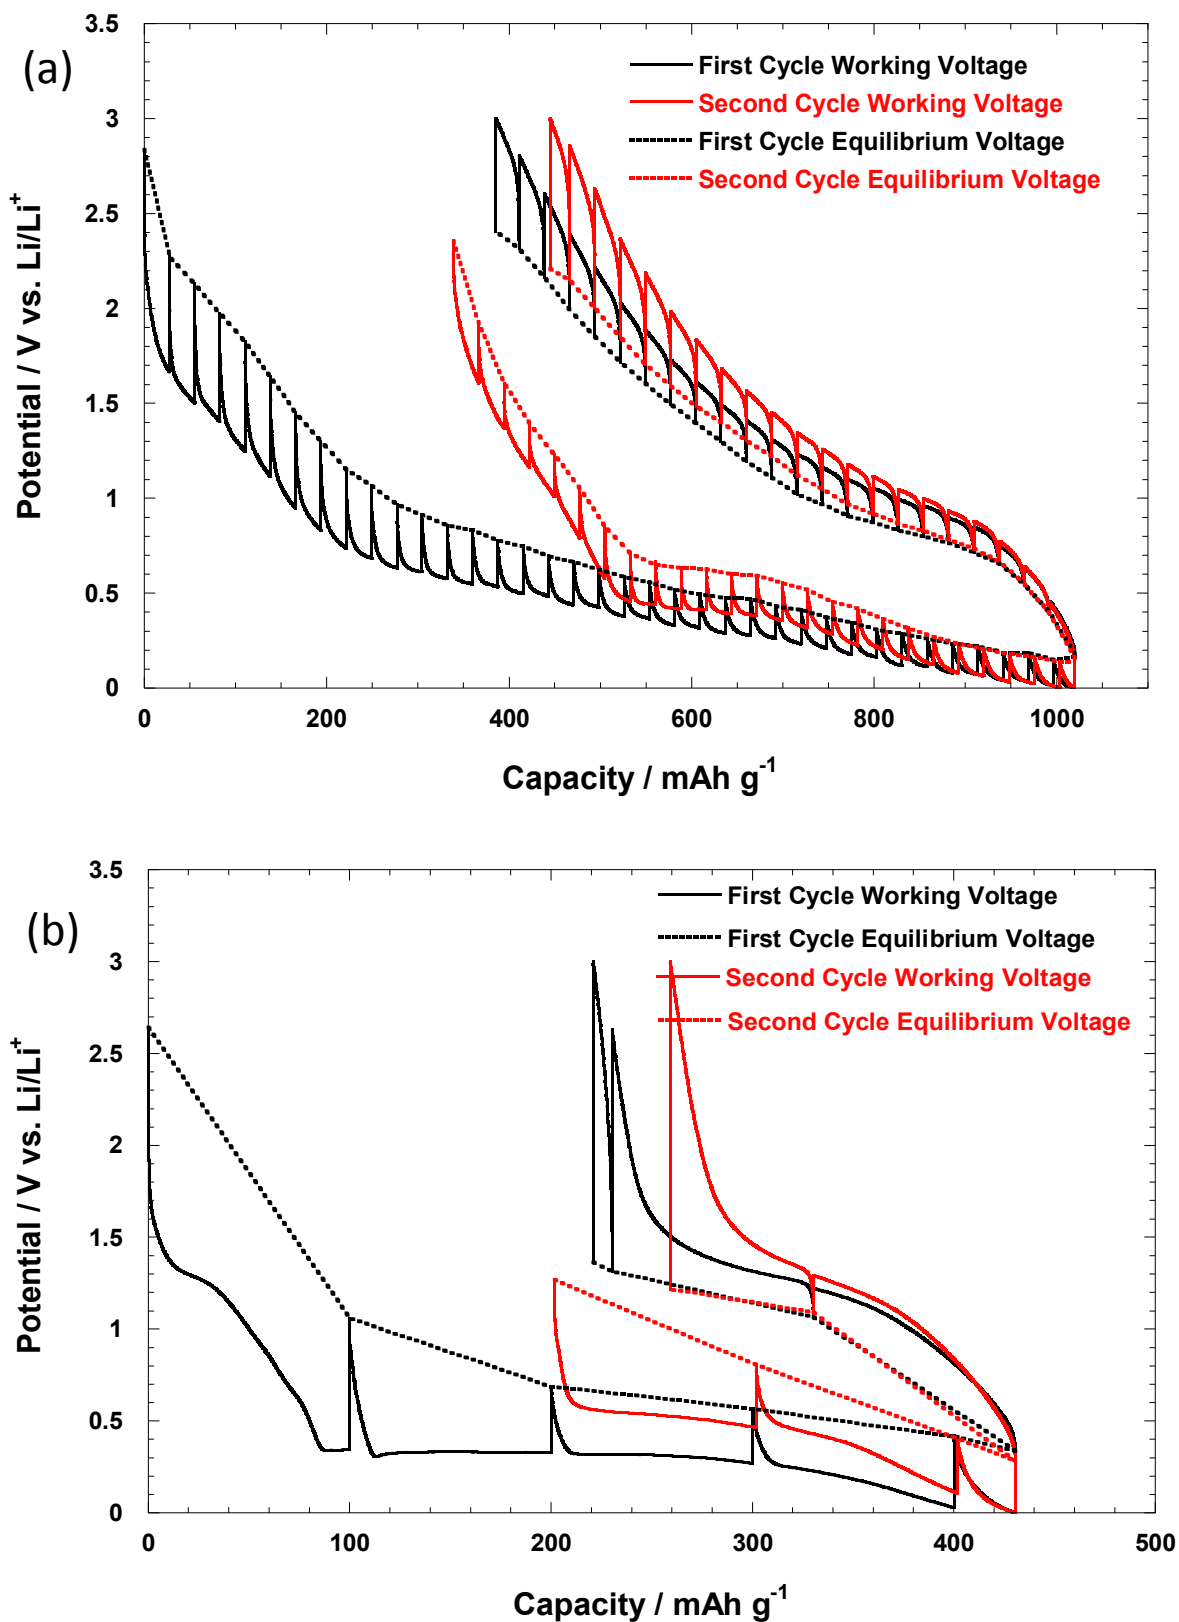 (a)
3.5
3
2.5
2
1.5
1
0.5
0
Potential / V vs. Li/Li+
First Cycle Working Voltage
Second Cycle Working Voltage
First Cycle Equilibrium Voltage
Second Cycle Equilibrium Voltage
0 200 400 600 800 1000
Capacity / mAh g-1
(b)
3.5
3
2.5
2
1.5
1
0.5
0
Potential / V vs. Li/Li+
First Cycle Working Voltage
First Cycle Equilibrium Voltage
Second Cycle Working Voltage
Second Cycle Equilibrium Voltage
0 100 200 300 400 500
Capacity / mAh g-1